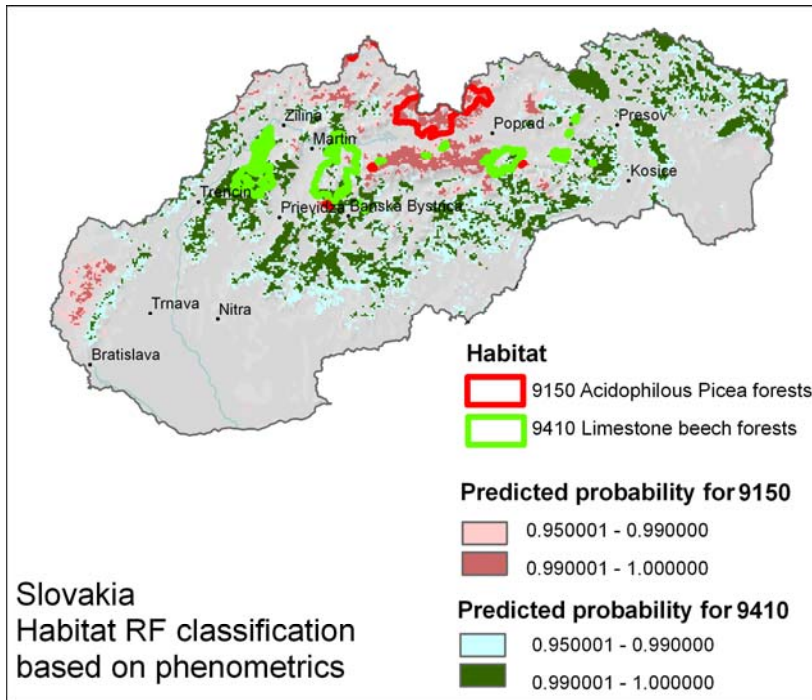 Zilina
Martin
Poprad
Presov
Kosice
Trencin
Prievidza
Banska Bystrica
Trnava
Nitra
Bratislava
Habitat
9150 Acidophilous Picea forests
9410 Limestone beech forests
Predicted probability for 9150
0.950001 - 0.990000
0.990001 - 1.000000
Predicted probability for 9410
0.950001 - 0.990000
0.990001 - 1.000000
Slovakia
Habitat RF classification
based on phenometrics